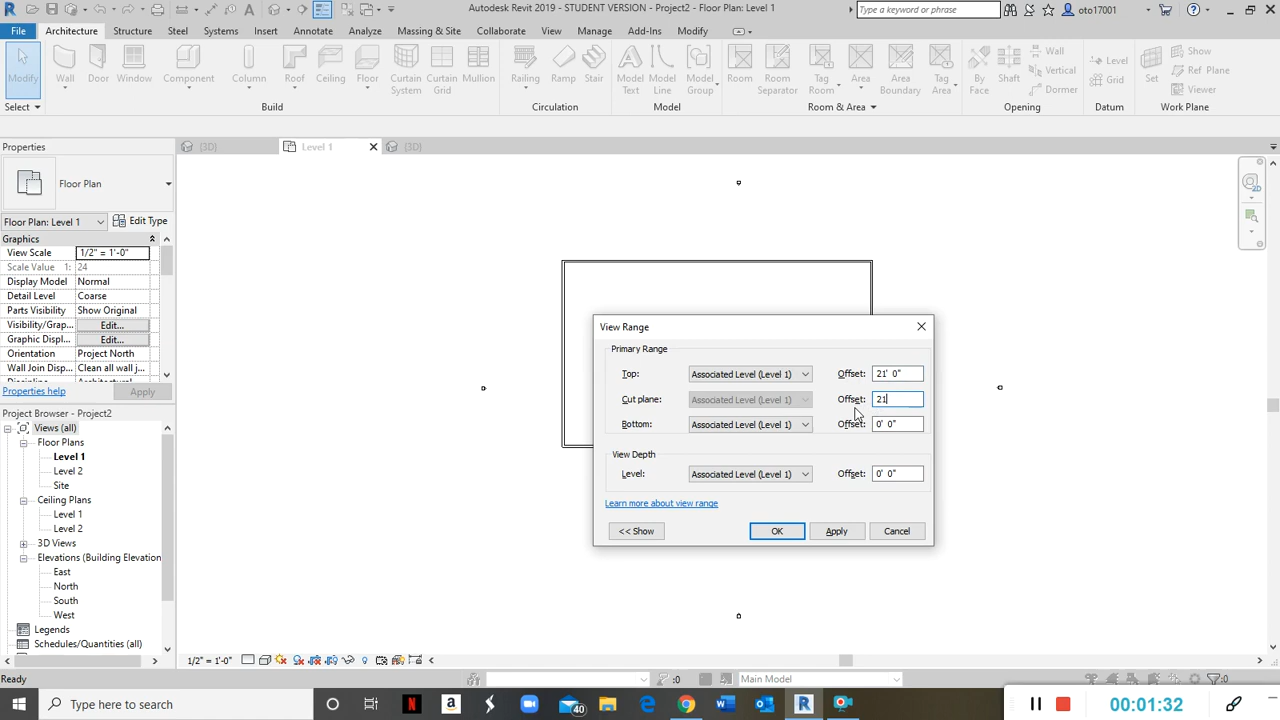 Autodesk Revit 2019 - STUDENT VERSION - Project2 - Floor Plan: Level 1
Type a keyword or phrase
oto17001
File Architecture Structure Steel Systems Insert Annotate Analyze Massing & Site Collaborate View Manage Add-Ins Modify
Modify Wall Door Window Component Column Roof Ceiling Floor Curtain System Curtain Grid Mullion Railing Ramp Stair Model Text Model Line Model Group Room Room Separator Tag Room Area Area Boundary Tag Area By Face Shaft Wall Vertical Dormer Level Grid Set Show Ref Plane Viewer
Select Build Circulation Model Room & Area Opening Datum Work Plane
Properties
{3D} Level 1 {3D}
Floor Plan
Floor Plan: Level 1 Edit Type
Graphics
View Scale 1/2" = 1'-0"
Scale Value 1: 24
Display Model Normal
Detail Level Coarse
Parts Visibility Show Original
Visibility/Grap... Edit...
Graphic Displ... Edit...
Orientation Project North
Wall Join Disp... Clean all wall j...
Discipline Architectural
Properties help Apply
Project Browser - Project2
Views (all)
Floor Plans
Level 1
Level 2
Site
Ceiling Plans
Level 1
Level 2
3D Views
Elevations (Building Elevation
East
North
South
West
Legends
Schedules/Quantities (all)
View Range
Primary Range
Top: Associated Level (Level 1) Offset: 21' 0"
Cut plane: Associated Level (Level 1) Offset: 21
Bottom: Associated Level (Level 1) Offset: 0' 0"
View Depth
Level: Associated Level (Level 1) Offset: 0' 0"
Learn more about view range
<< Show OK Apply Cancel
2D
1/2" = 1'-0"
Ready :0 Main Model :0
Type here to search
40
00:01:32